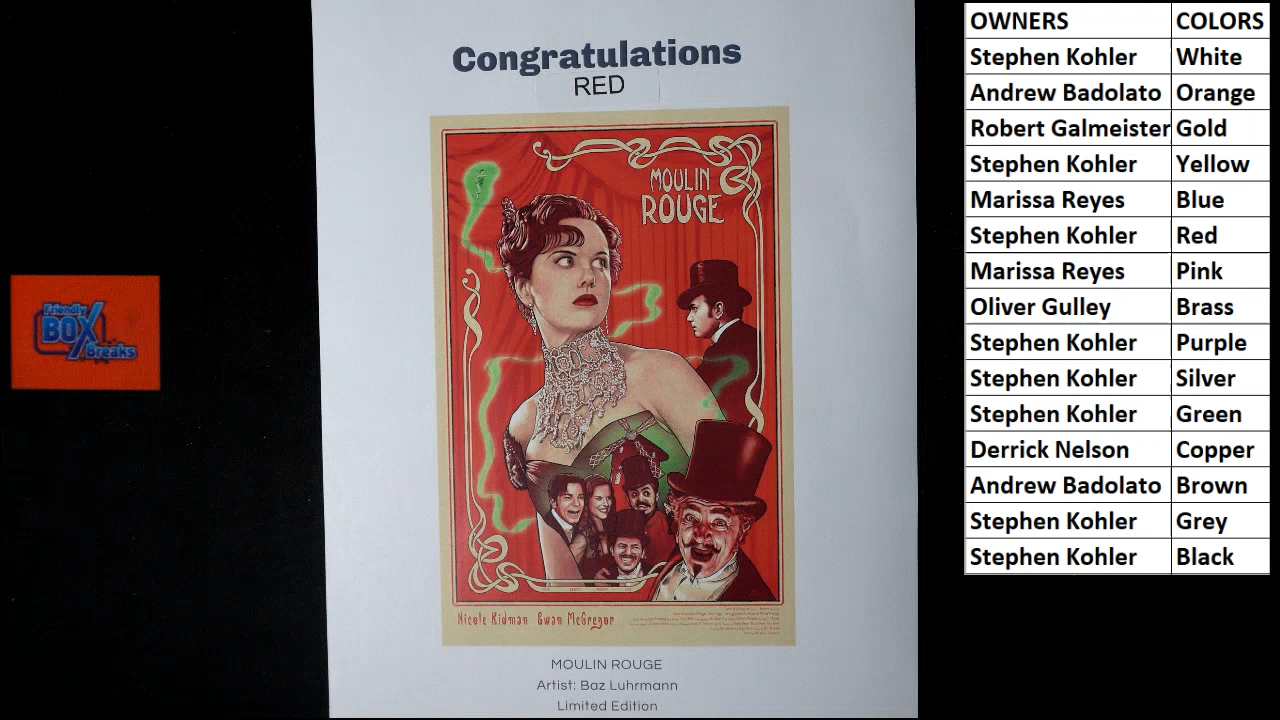 Friendly
BOX
Breaks
Congratulations
RED
MOULIN
ROUGE
Nicole Kidman Ewan McGregor
MOULIN ROUGE
Artist: Baz Luhrmann
Limited Edition
OWNERS COLORS
Stephen Kohler White
Andrew Badolato Orange
Robert Galmeister Gold
Stephen Kohler Yellow
Marissa Reyes Blue
Stephen Kohler Red
Marissa Reyes Pink
Oliver Gulley Brass
Stephen Kohler Purple
Stephen Kohler Silver
Stephen Kohler Green
Derrick Nelson Copper
Andrew Badolato Brown
Stephen Kohler Grey
Stephen Kohler Black